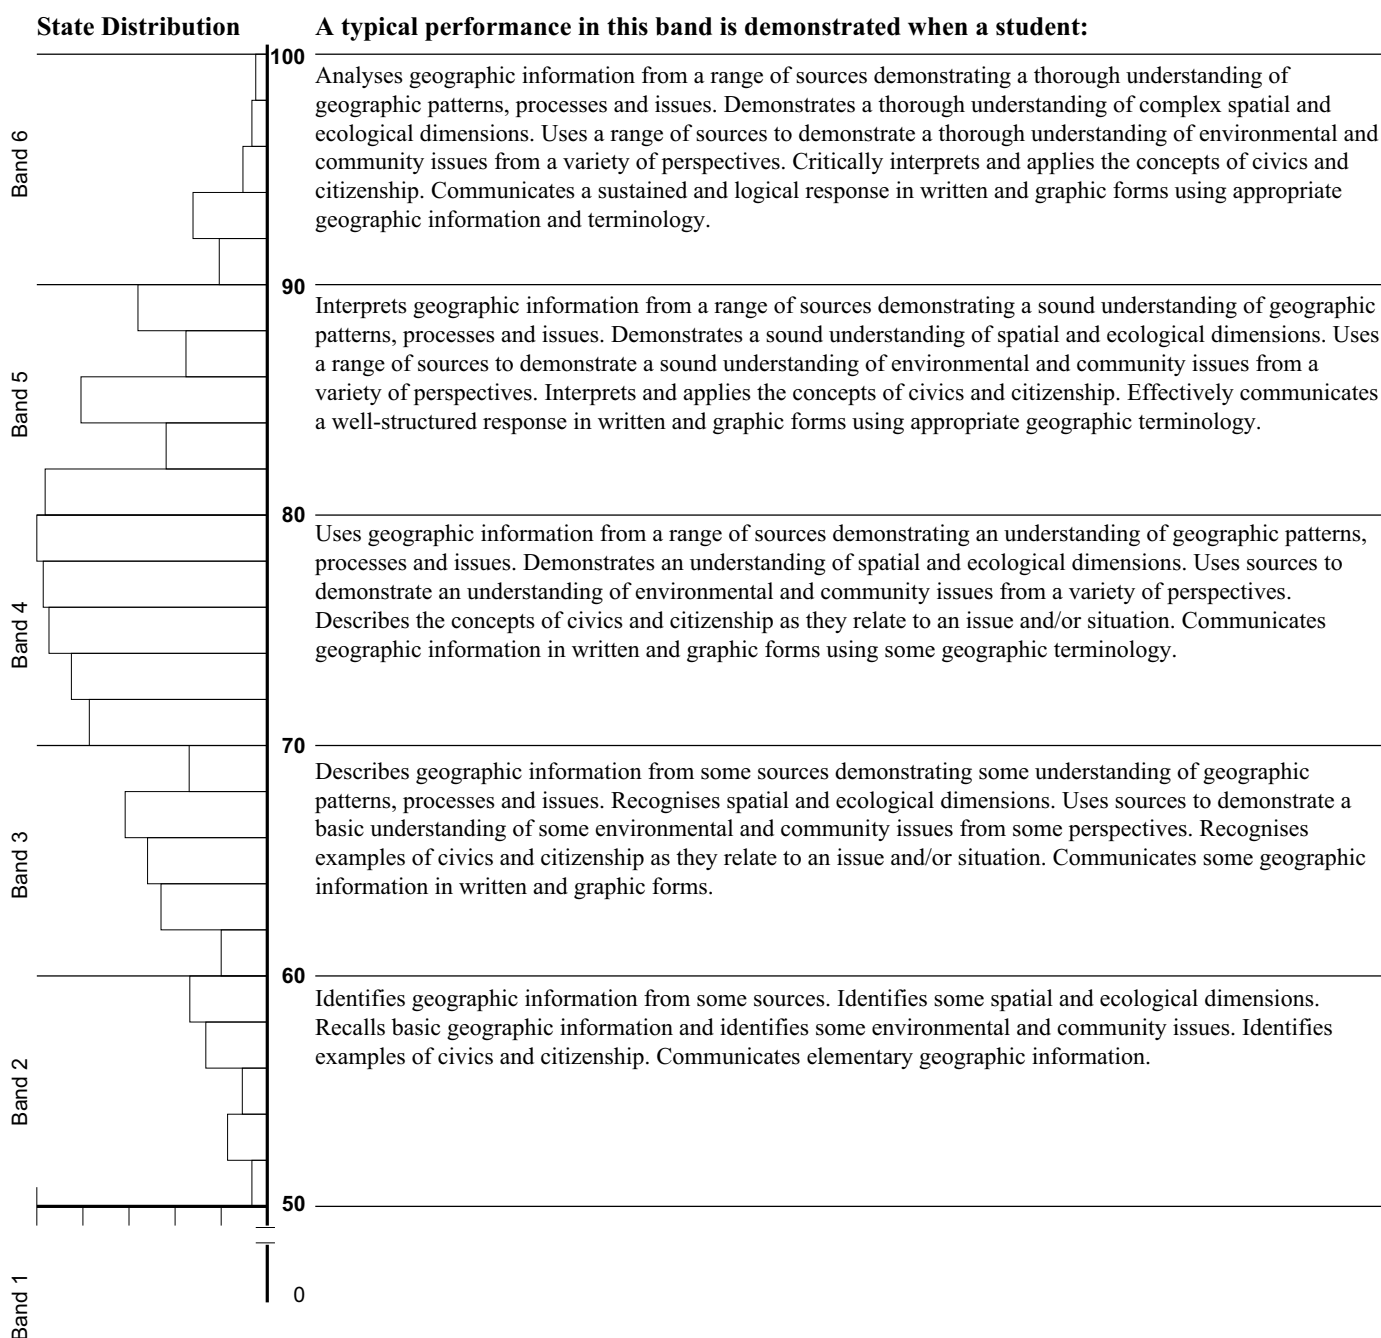 State Distribution
A typical performance in this band is demonstrated when a student:
100
Band 6
Analyses geographic information from a range of sources demonstrating a thorough understanding of
geographic patterns, processes and issues. Demonstrates a thorough understanding of complex spatial and
ecological dimensions. Uses a range of sources to demonstrate a thorough understanding of environmental and
community issues from a variety of perspectives. Critically interprets and applies the concepts of civics and
citizenship. Communicates a sustained and logical response in written and graphic forms using appropriate
geographic information and terminology.
90
Band 5
Interprets geographic information from a range of sources demonstrating a sound understanding of geographic
patterns, processes and issues. Demonstrates a sound understanding of spatial and ecological dimensions. Uses
a range of sources to demonstrate a sound understanding of environmental and community issues from a
variety of perspectives. Interprets and applies the concepts of civics and citizenship. Effectively communicates
a well-structured response in written and graphic forms using appropriate geographic terminology.
80
Band 4
Uses geographic information from a range of sources demonstrating an understanding of geographic patterns,
processes and issues. Demonstrates an understanding of spatial and ecological dimensions. Uses sources to
demonstrate an understanding of environmental and community issues from a variety of perspectives.
Describes the concepts of civics and citizenship as they relate to an issue and/or situation. Communicates
geographic information in written and graphic forms using some geographic terminology.
70
Band 3
Describes geographic information from some sources demonstrating some understanding of geographic
patterns, processes and issues. Recognises spatial and ecological dimensions. Uses sources to demonstrate a
basic understanding of some environmental and community issues from some perspectives. Recognises
examples of civics and citizenship as they relate to an issue and/or situation. Communicates some geographic
information in written and graphic forms.
60
Band 2
Identifies geographic information from some sources. Identifies some spatial and ecological dimensions.
Recalls basic geographic information and identifies some environmental and community issues. Identifies
examples of civics and citizenship. Communicates elementary geographic information.
50
Band 1
0